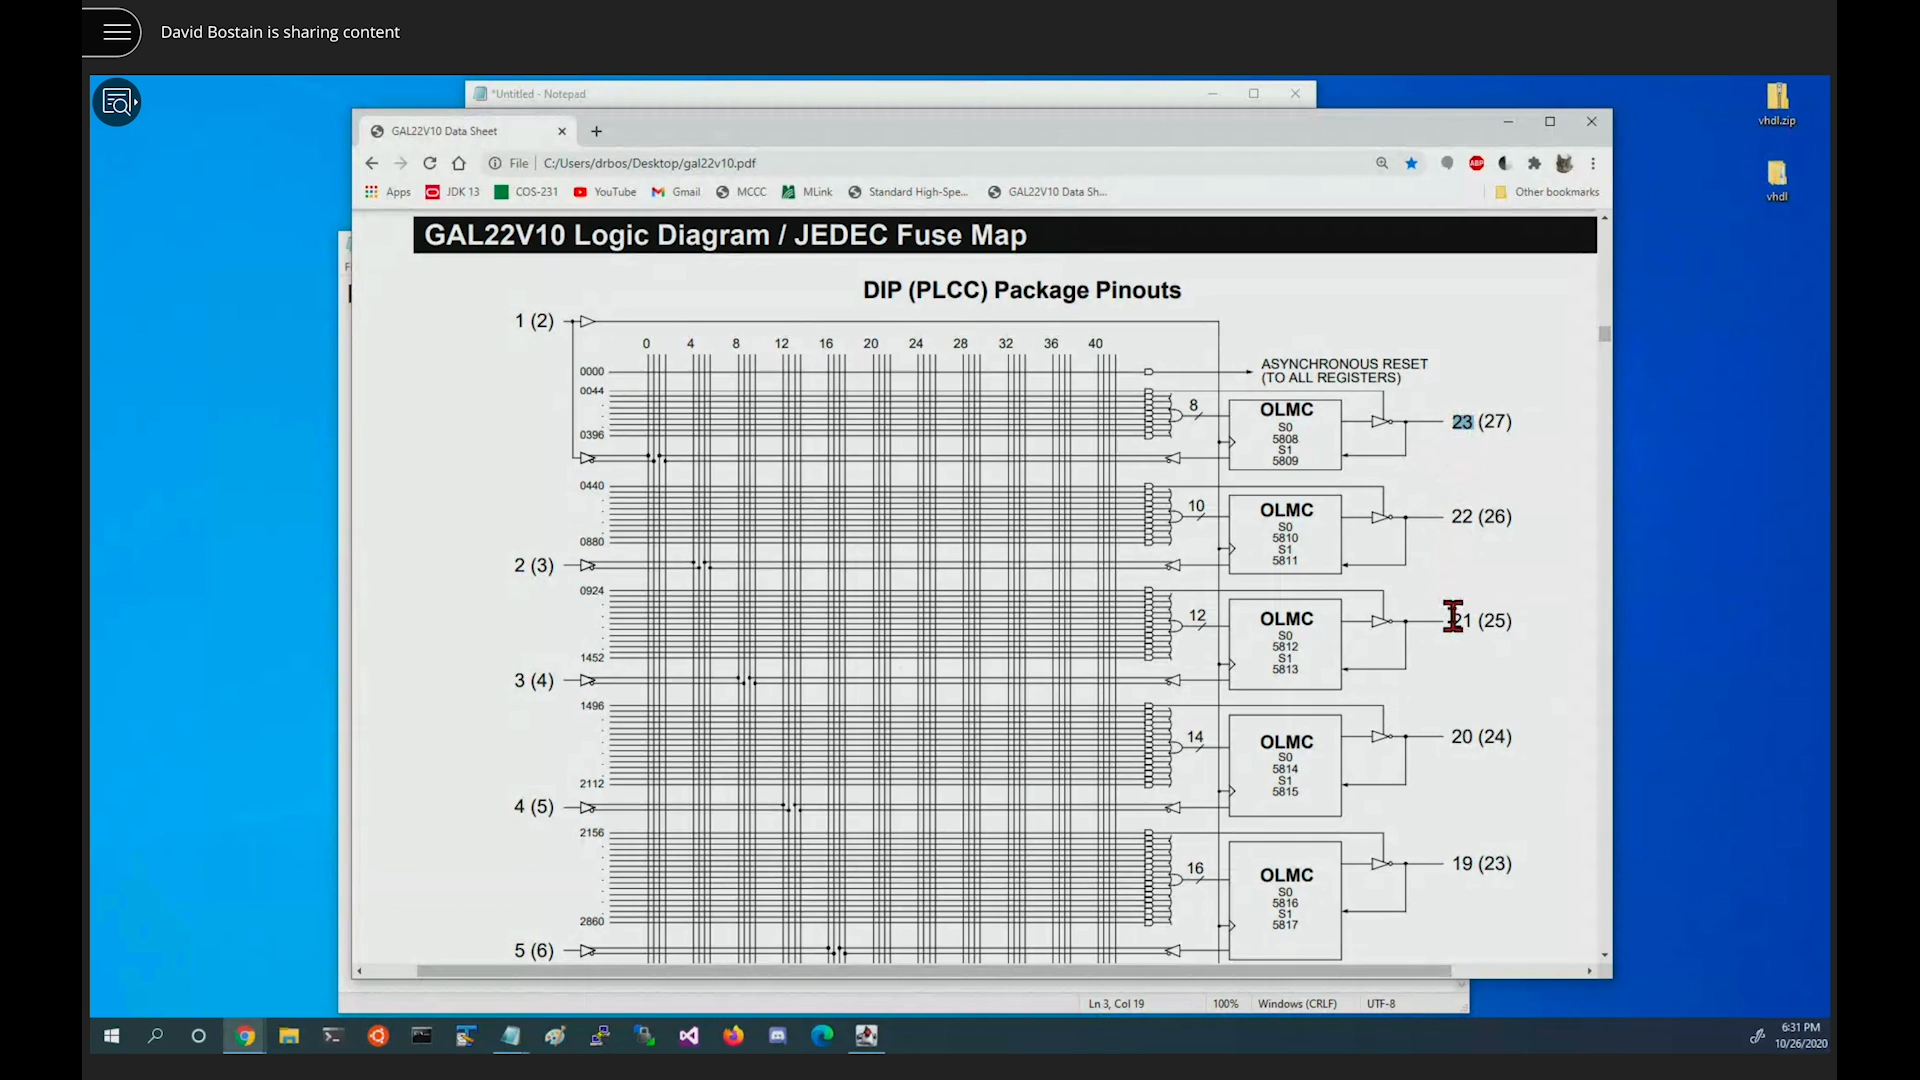 David Bostain is sharing content
*Untitled - Notepad
vhdl.zip
GAL22V10 Data Sheet
File
C:/Users/drbos/Desktop/gal22v10.pdf
ABP
Apps
JDK 13
COS-231
YouTube
Gmail
MCCC
MLink
Standard High-Spe...
GAL22V10 Data Sh...
Other bookmarks
vhdl
GAL22V10 Logic Diagram / JEDEC Fuse Map
DIP (PLCC) Package Pinouts
1 (2)
0 4 8 12 16 20 24 28 32 36 40
0000
ASYNCHRONOUS RESET
(TO ALL REGISTERS)
0044
8
OLMC
S0
5808
S1
5809
23 (27)
0396
0440
10
OLMC
S0
5810
S1
5811
22 (26)
0880
2 (3)
0924
12
OLMC
S0
5812
S1
5813
21 (25)
1452
3 (4)
1496
14
OLMC
S0
5814
S1
5815
20 (24)
2112
4 (5)
2156
16
OLMC
S0
5816
S1
5817
19 (23)
2860
5 (6)
Ln 3, Col 19
100%
Windows (CRLF)
UTF-8
6:31 PM
10/26/2020